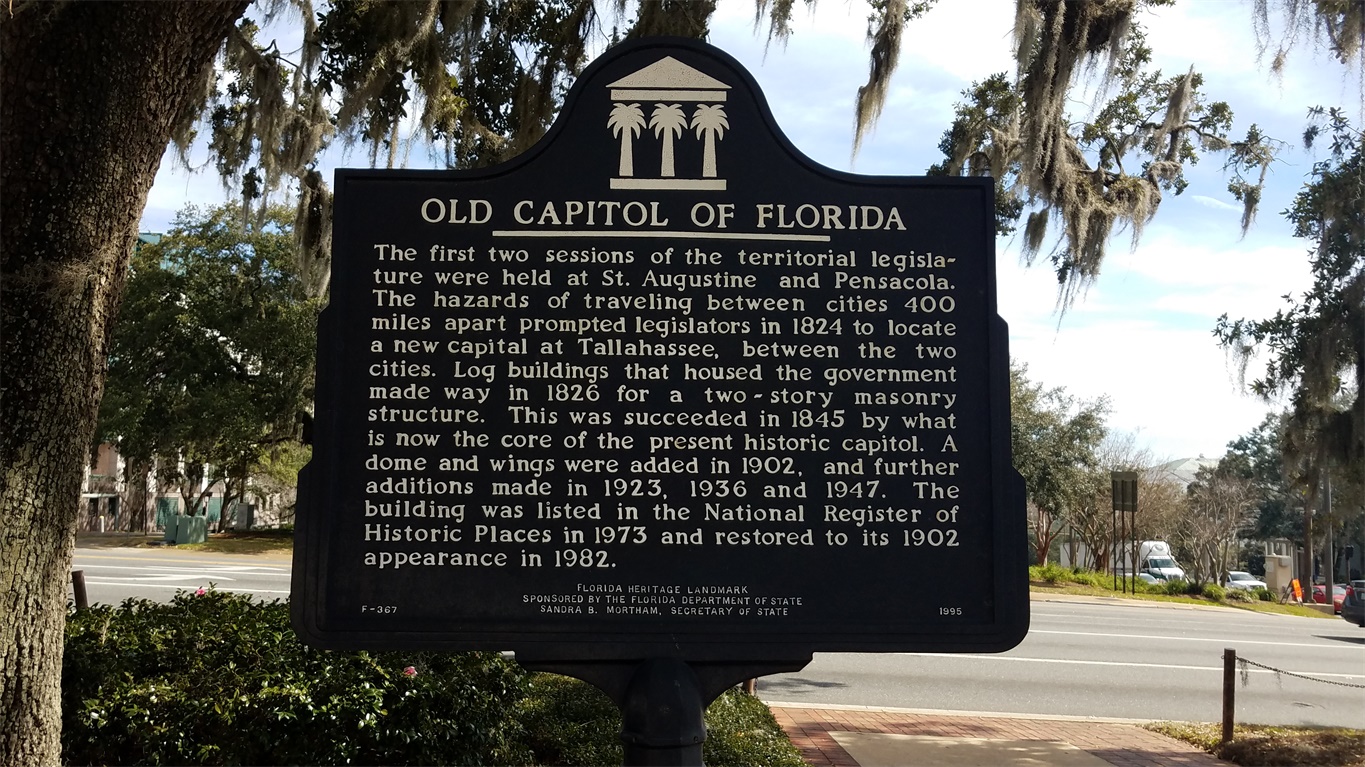 OLD CAPITOL OF FLORIDA
The first two sessions of the territorial legisla-
ture were held at St. Augustine and Pensacola.
The hazards of traveling between cities 400
miles apart prompted legislators in 1824 to locate
a new capital at Tallahassee, between the two
cities. Log buildings that housed the government
made way in 1826 for a two-story masonry
structure. This was succeeded in 1845 by what
is now the core of the present historic capitol. A
dome and wings were added in 1902, and further
additions made in 1923, 1936 and 1947. The
building was listed in the National Register of
Historic Places in 1973 and restored to its 1902
appearance in 1982.
FLORIDA HERITAGE LANDMARK
SPONSORED BY THE FLORIDA DEPARTMENT OF STATE
F-367 SANDRA B. MORTHAM, SECRETARY OF STATE 1995